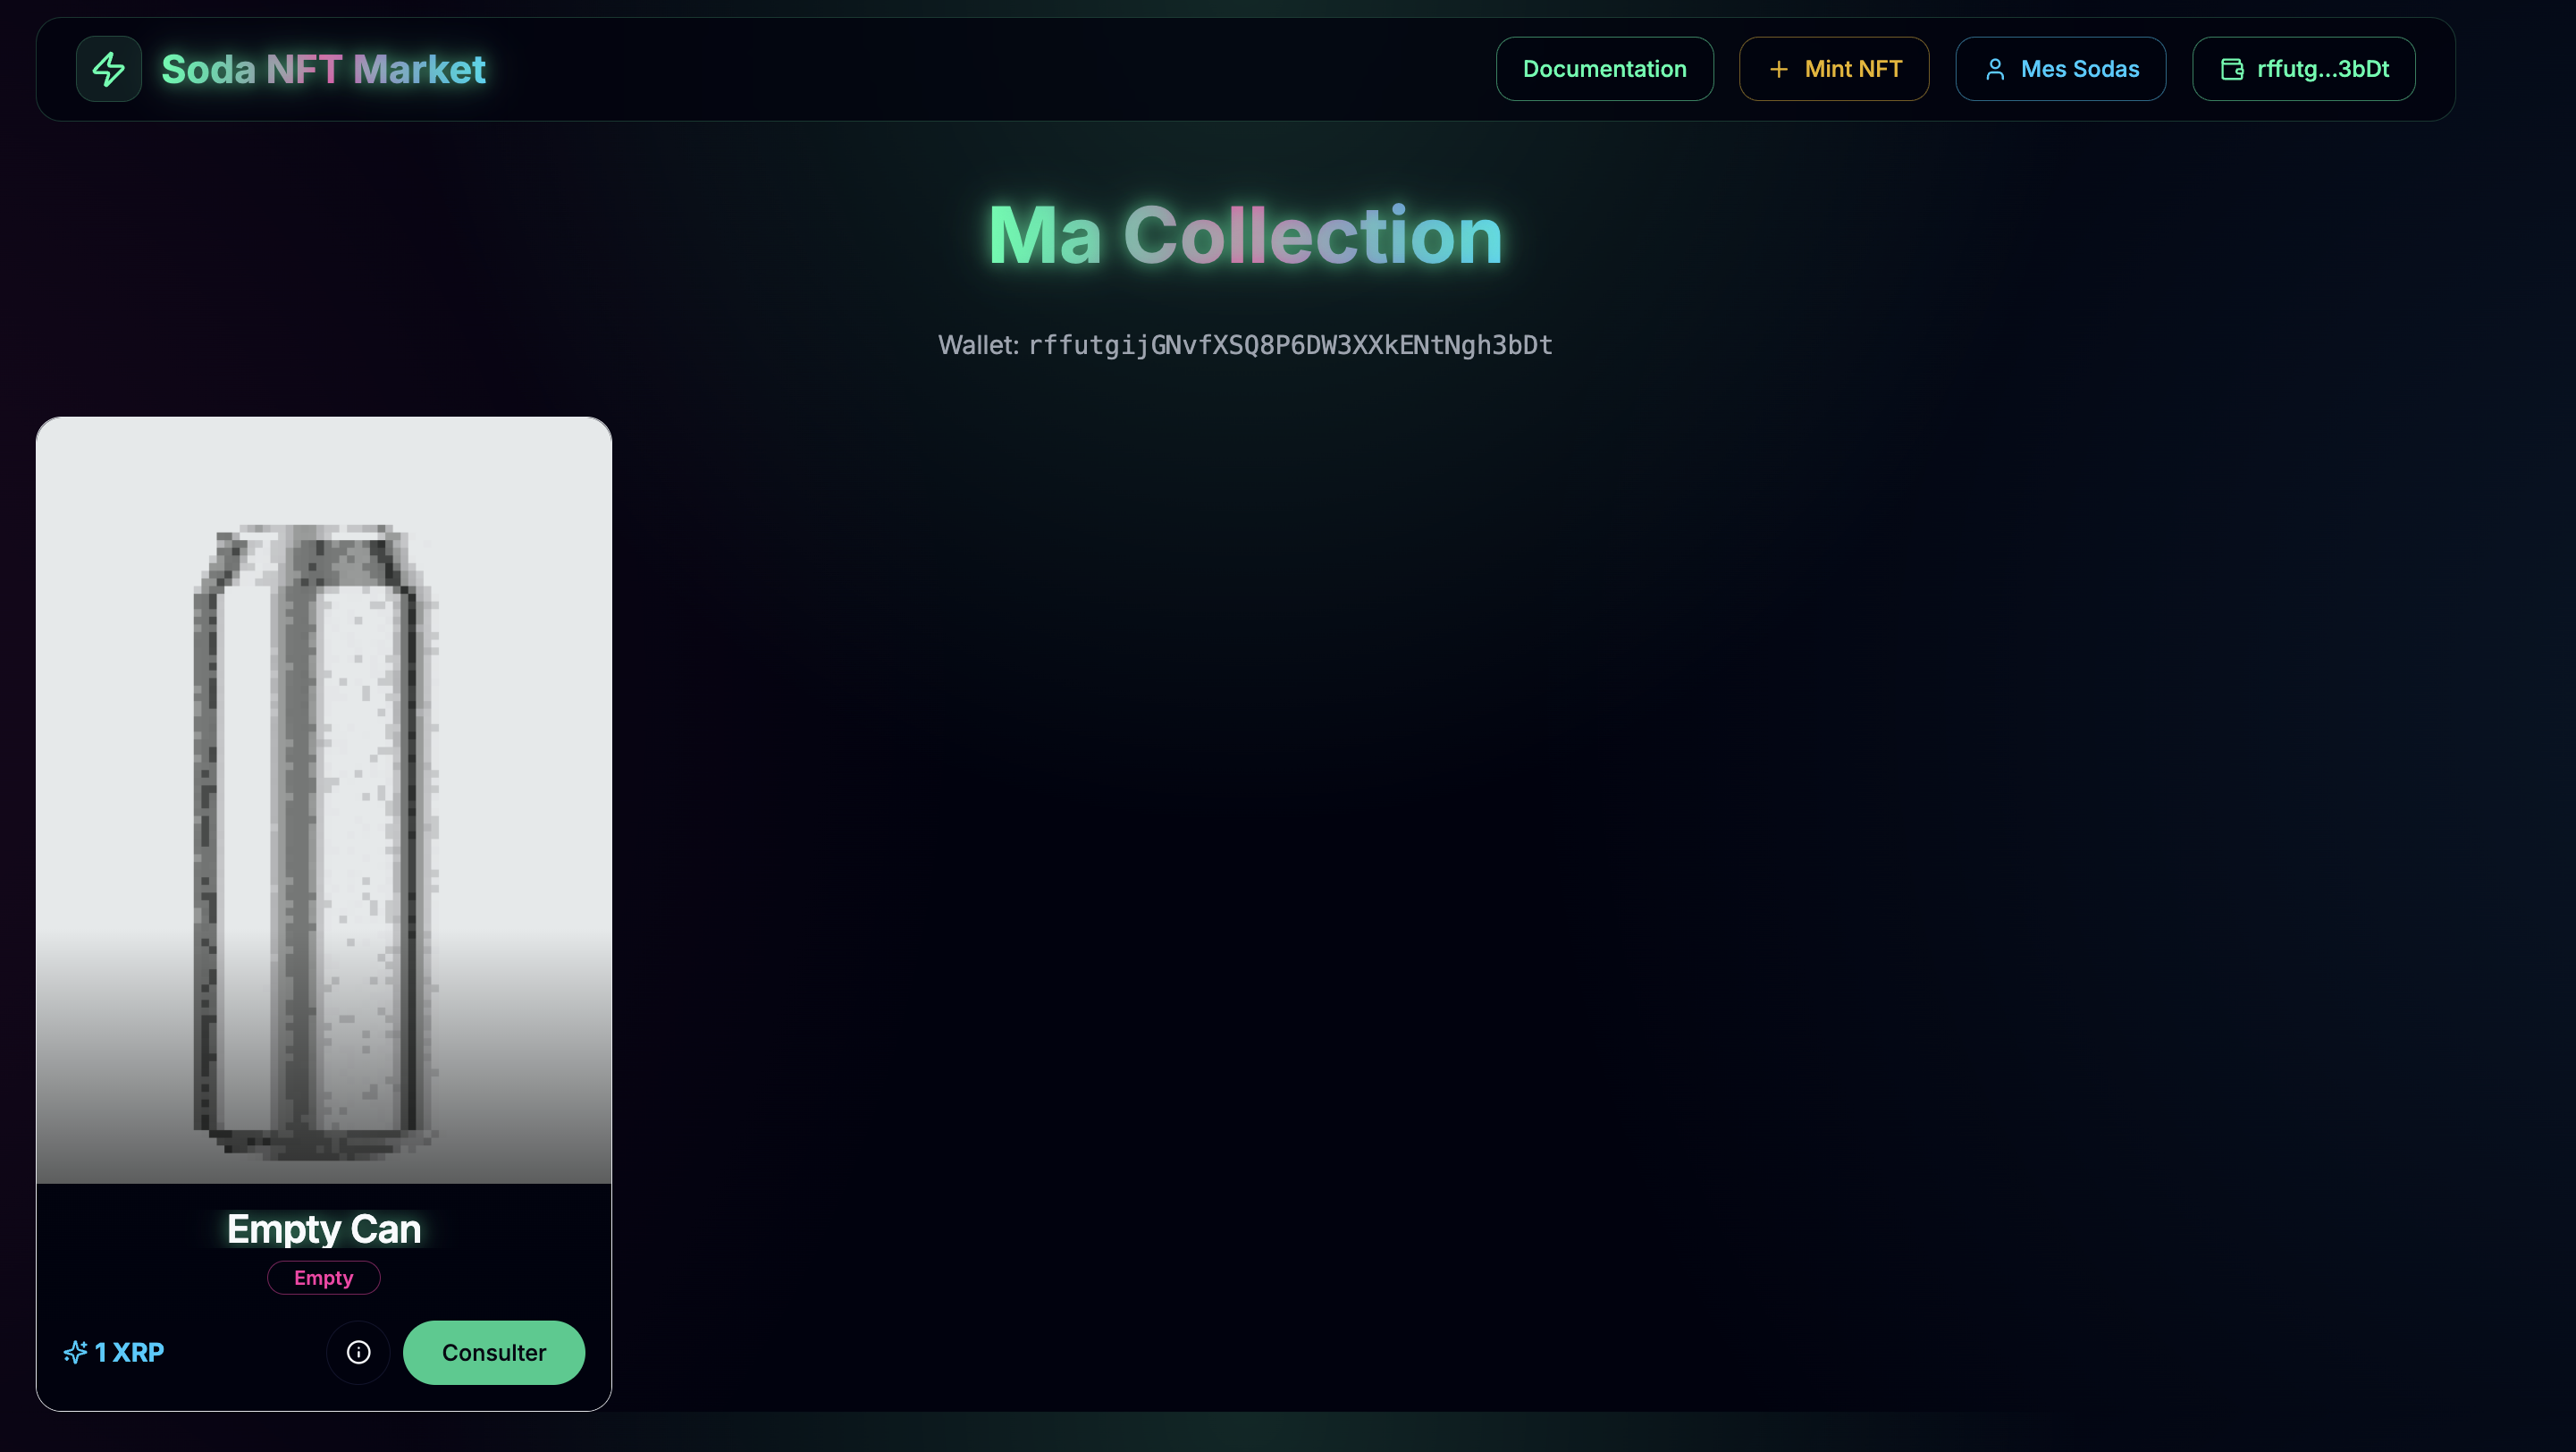 Soda NFT Market
Documentation
Mint NFT
Mes Sodas
rffutg...3bDt
Ma Collection
Wallet: rffutgijGNvfXSQ8P6DW3XXkENtNgh3bDt
Empty Can
Empty
1 XRP
Consulter